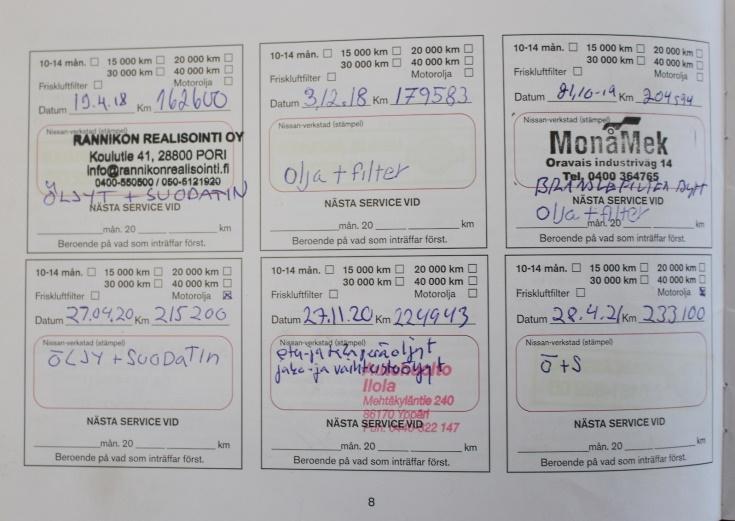 10-14 mån. 15 000 km 20 000 km
30 000 km 40 000 km
Friskluftfilter Motorolja
Datum 19.4.18 Km 162600
Nissan-verkstad (stämpel)
RANNIKON REALISOINTI OY
Koulutie 41, 28800 PORI
info@rannikonrealisointi.fi
0400-550500 / 050-5121920
ÖLJYT + SUODATIN
NÄSTA SERVICE VID
mån. 20 km
Beroende på vad som inträffar först.
10-14 mån. 15 000 km 20 000 km
30 000 km 40 000 km
Friskluftfilter Motorolja
Datum 3.12.18 Km 179583
Nissan-verkstad (stämpel)
olja + filter
NÄSTA SERVICE VID
mån. 20 km
Beroende på vad som inträffar först.
10-14 mån. 15 000 km 20 000 km
30 000 km 40 000 km
Friskluftfilter Motorolja
Datum 21.10-19 Km
Nissan-verkstad (stämpel)
MonåMek
Oravais industriväg 14
Tel. 0400 364765
BRÄNSLEFILTER
NÄSTA SERVICE VID
olja + filter
mån. 20 km
Beroende på vad som inträffar först.
10-14 mån. 15 000 km 20 000 km
30 000 km 40 000 km
Friskluftfilter Motorolja
Datum 27.04.20 Km 215200
Nissan-verkstad (stämpel)
ÖLJY + SUODATIN
NÄSTA SERVICE VID
mån. 20 km
Beroende på vad som inträffar först.
10-14 mån. 15 000 km 20 000 km
30 000 km 40 000 km
Friskluftfilter Motorolja
Datum 27.11.20 Km 224943
Nissan-verkstad (stämpel)
etu- ja taka
jako- ja vaihteistoöljyt
Ilola
Mehtäkyläntie 240
86170
322 147
NÄSTA SERVICE VID
mån. 20 km
Beroende på vad som inträffar först.
10-14 mån. 15 000 km 20 000 km
30 000 km 40 000 km
Friskluftfilter Motorolja
Datum 28.4.21 Km 233100
Nissan-verkstad (stämpel)
Ö+S
NÄSTA SERVICE VID
mån. 20 km
Beroende på vad som inträffar först.
8